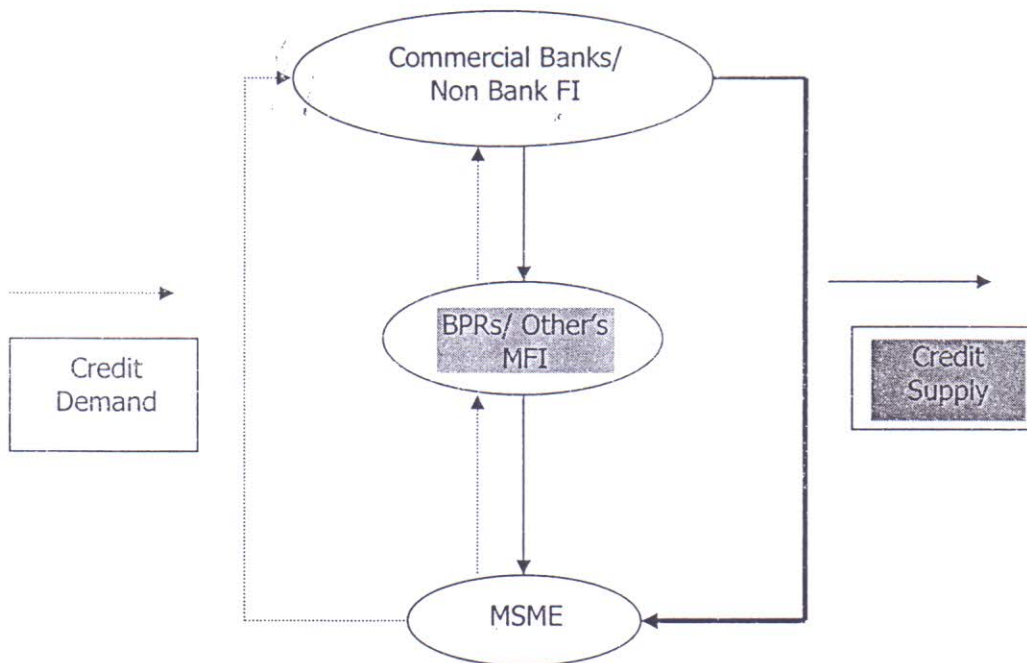 Commercial Banks/
Non Bank FI
BPRs/ Other's
MFI
Credit
Demand
Credit
Supply
MSME